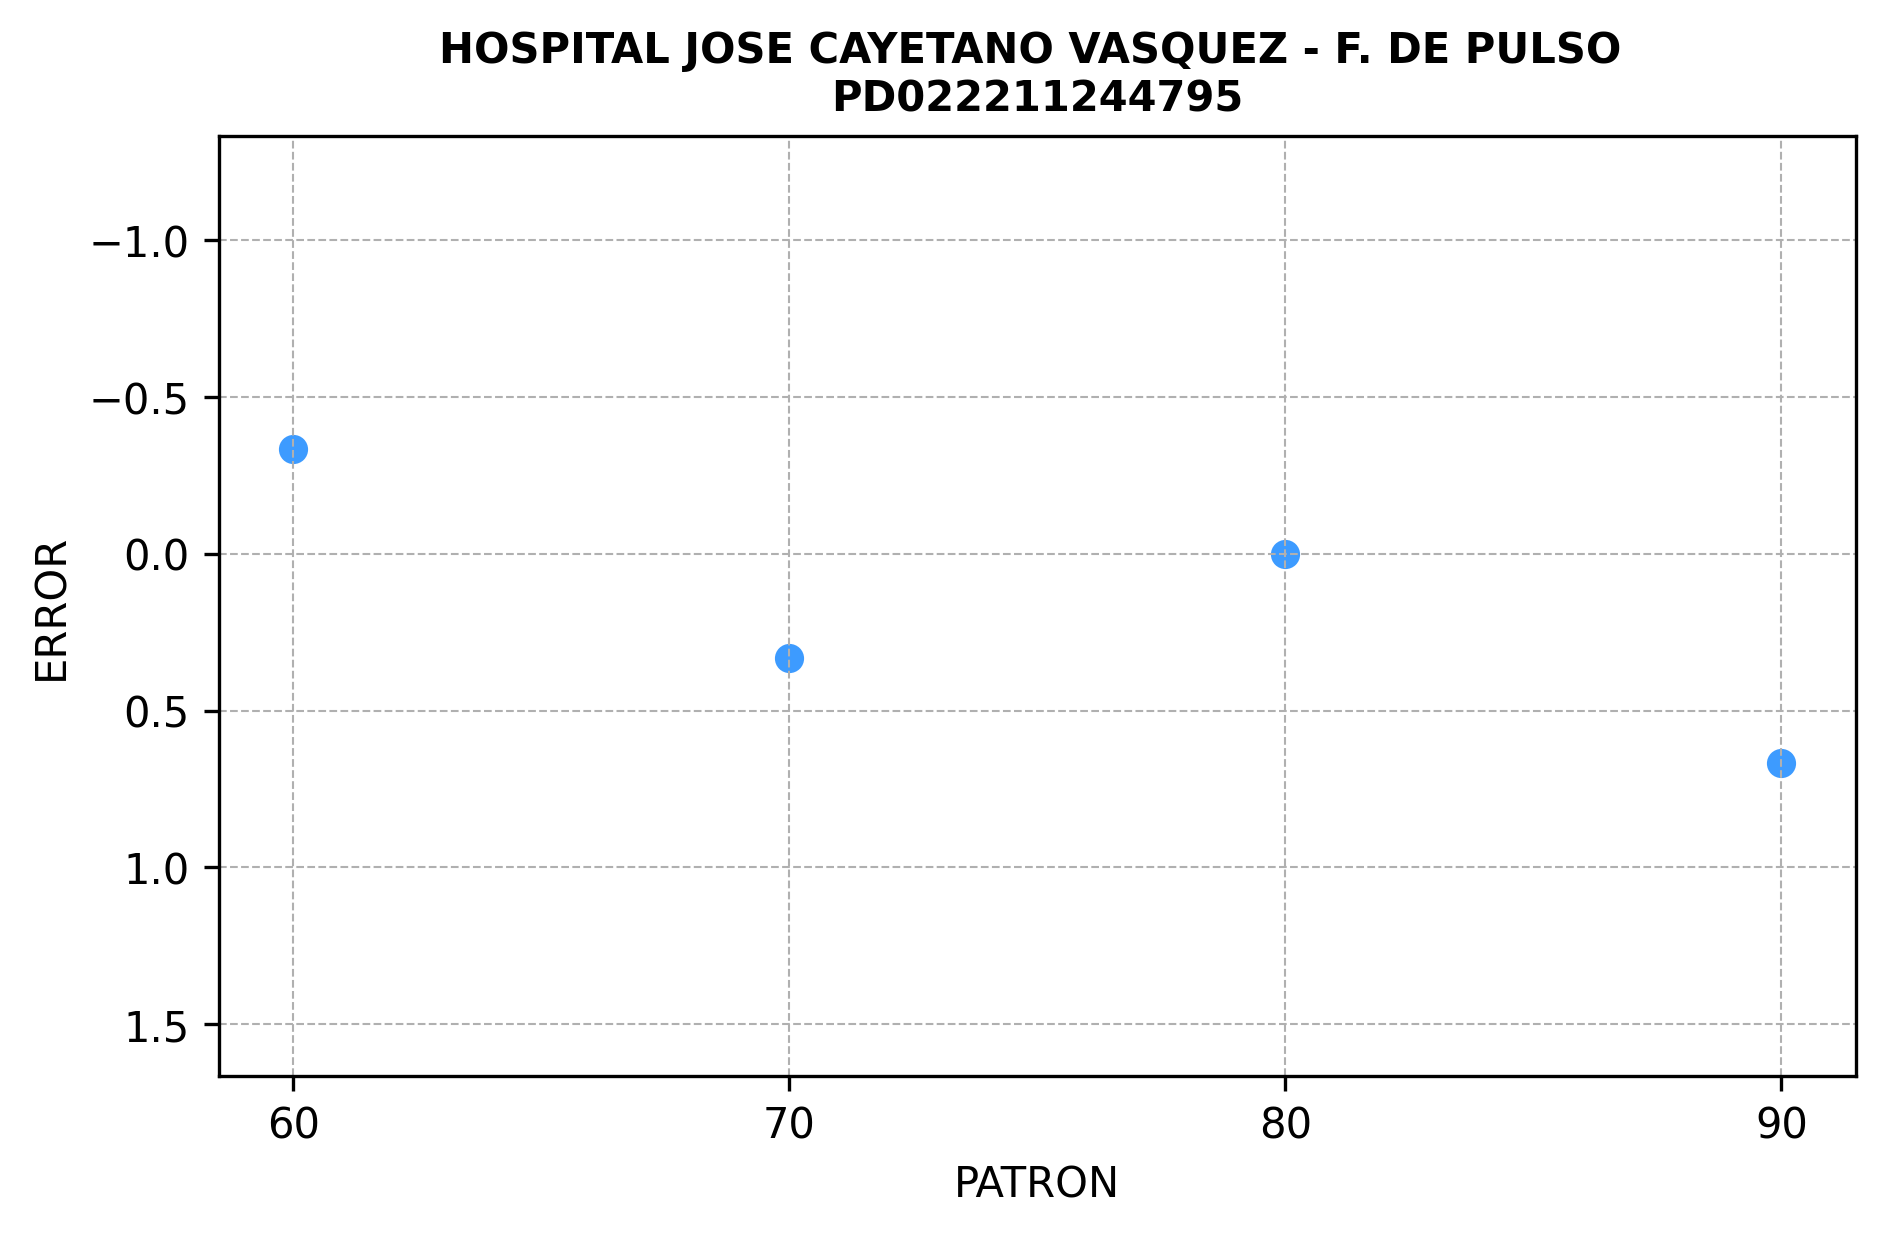 HOSPITAL JOSE CAYETANO VASQUEZ - F. DE PULSO
PD022211244795
−1.0
−0.5
0.0
0.5
1.0
1.5
ERROR
60 70 80 90
PATRON